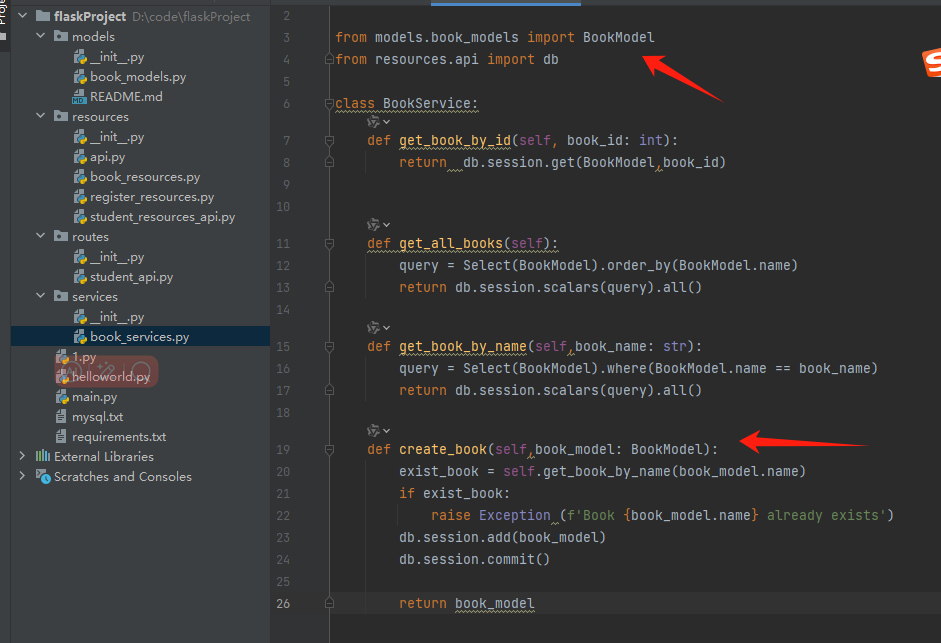 flaskProject D:\code\flaskProject
models
__init__.py
book_models.py
README.md
resources
__init__.py
api.py
book_resources.py
register_resources.py
student_resources_api.py
routes
__init__.py
student_api.py
services
__init__.py
book_services.py
1.py
helloworld.py
main.py
mysql.txt
requirements.txt
External Libraries
Scratches and Consoles
2
3 from models.book_models import BookModel
4 from resources.api import db
5
6 class BookService:
7 def get_book_by_id(self, book_id: int):
8 return  db.session.get(BookModel,book_id)
9
10
11 def get_all_books(self):
12 query = Select(BookModel).order_by(BookModel.name)
13 return db.session.scalars(query).all()
14
15 def get_book_by_name(self,book_name: str):
16 query = Select(BookModel).where(BookModel.name == book_name)
17 return db.session.scalars(query).all()
18
19 def create_book(self,book_model: BookModel):
20 exist_book = self.get_book_by_name(book_model.name)
21 if exist_book:
22 raise Exception (f'Book {book_model.name} already exists')
23 db.session.add(book_model)
24 db.session.commit()
25
26 return book_model